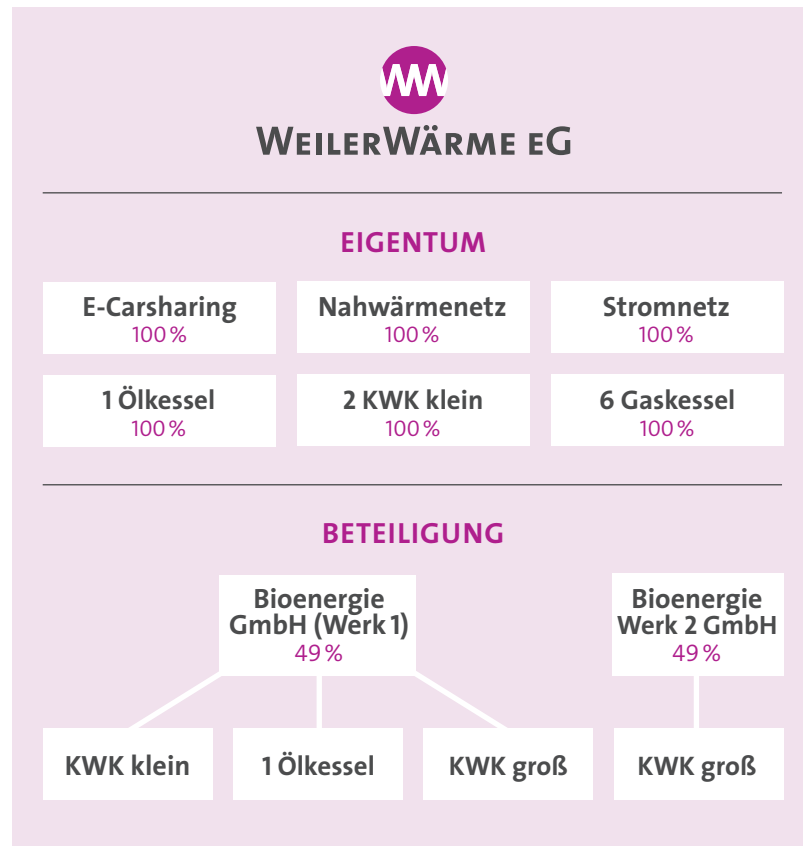 WW
WEILERWÄRME EG
EIGENTUM
E-Carsharing
100 %
Nahwärmenetz
100 %
Stromnetz
100 %
1 Ölkessel
100 %
2 KWK klein
100 %
6 Gaskessel
100 %
BETEILIGUNG
Bioenergie
GmbH (Werk 1)
49 %
Bioenergie
Werk 2 GmbH
49 %
KWK klein
1 Ölkessel
KWK groß
KWK groß